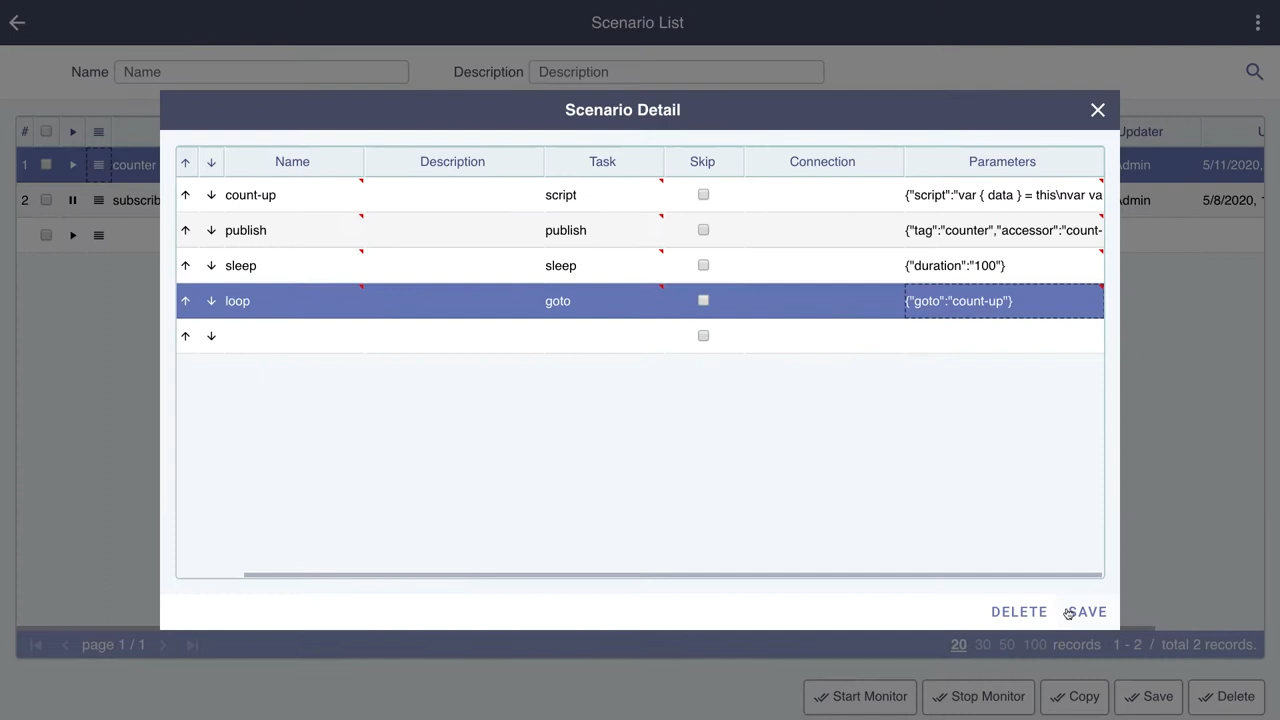 Scenario List
Name Name Description Description
Scenario Detail
# Updater U
Name Description Task Skip Connection Parameters
1 counter Admin 5/11/2020,
count-up script {"script":"var { data } = this\nvar va
2 subscrib Admin 5/8/2020,
publish publish {"tag":"counter","accessor":"count-
sleep sleep {"duration":"100"}
loop goto {"goto":"count-up"}
DELETE SAVE
page 1 / 1 20 30 50 100 records 1 - 2 / total 2 records.
Start Monitor Stop Monitor Copy Save Delete